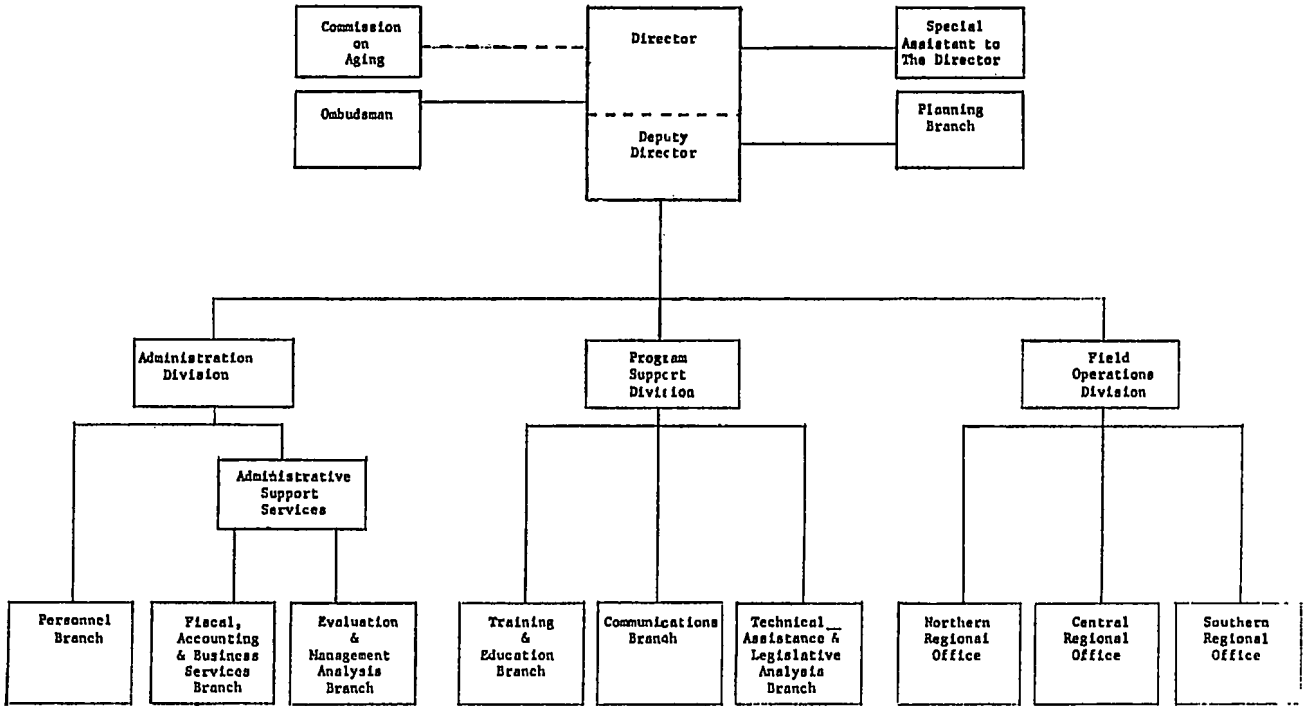 Commission
on
Aging
Director
Special
Assistant to
The Director
Ombudsman
Deputy
Director
Planning
Branch
Administration
Division
Program
Support
Division
Field
Operations
Division
Administrative
Support
Services
Personnel
Branch
Fiscal,
Accounting
& Business
Services
Branch
Evaluation
&
Management
Analysis
Branch
Training
&
Education
Branch
Communications
Branch
Technical
Assistance &
Legislative
Analysis
Branch
Northern
Regional
Office
Central
Regional
Office
Southern
Regional
Office